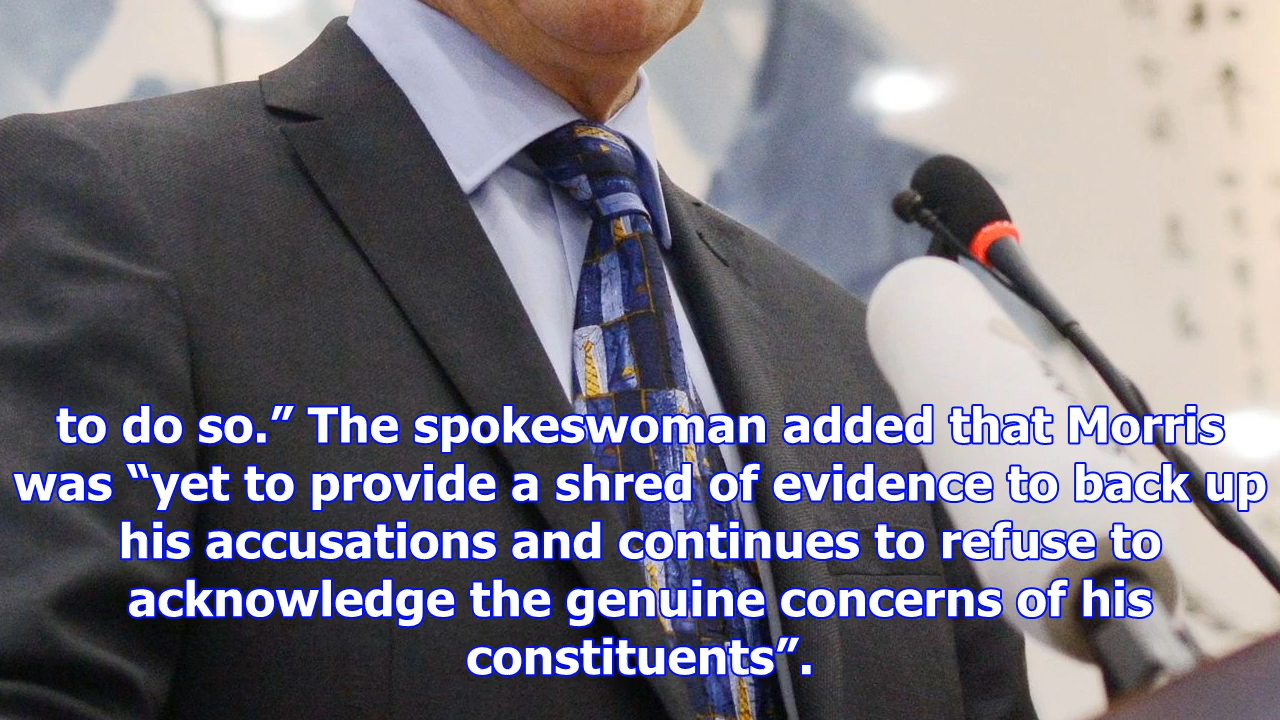 to do so.” The spokeswoman added that Morris
was “yet to provide a shred of evidence to back up
his accusations and continues to refuse to
acknowledge the genuine concerns of his
constituents”.